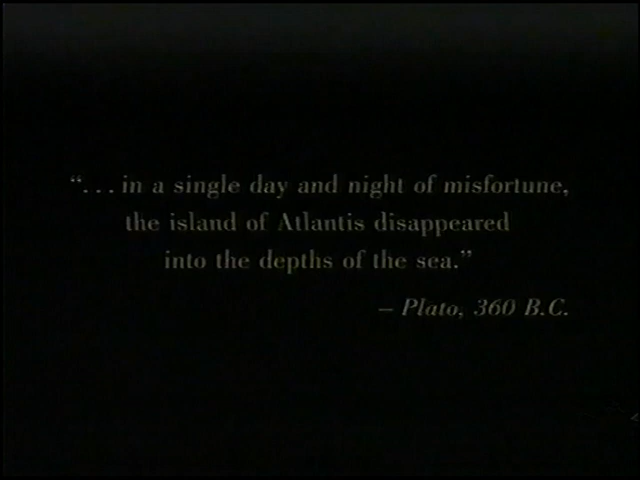 “. . . in a single day and night of misfortune,
the island of Atlantis disappeared
into the depths of the sea.”
– Plato, 360 B.C.